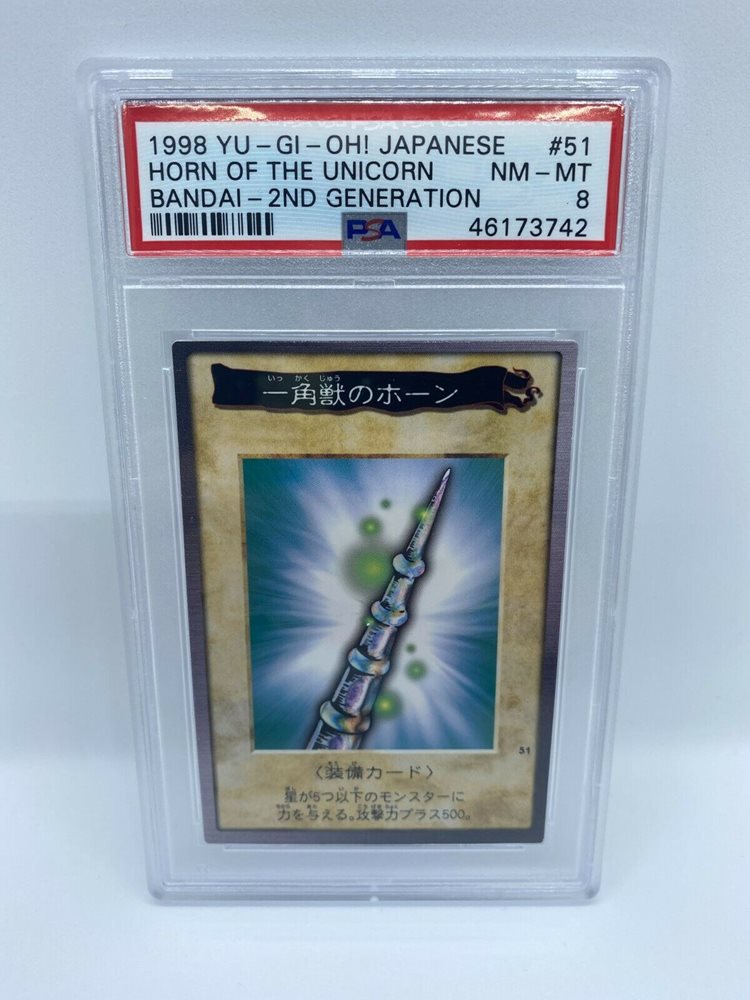 1998 YU-GI-OH! JAPANESE #51
HORN OF THE UNICORN NM-MT
BANDAI-2ND GENERATION 8
PSA 46173742
いっかくじゅう
一角獣のホーン
51
〈装備カード〉
星が5つ以下のモンスターに
力を与える。攻撃力プラス500。